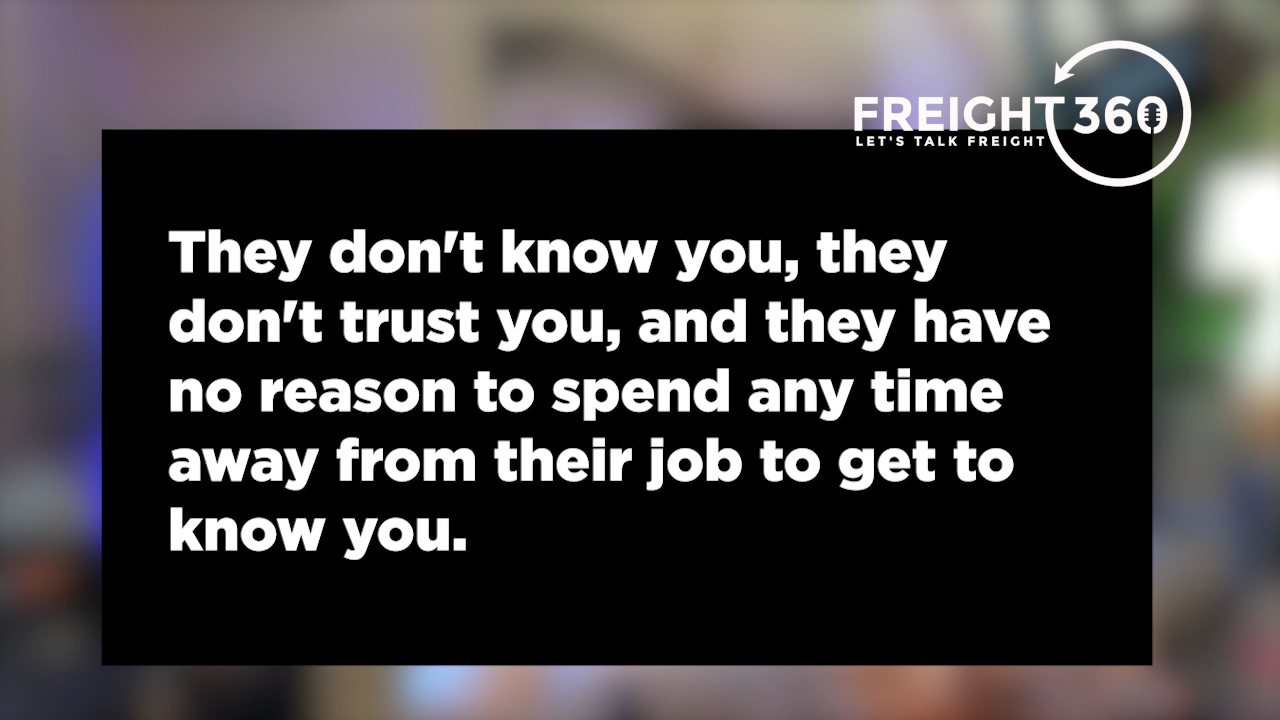 FREIGHT 360
LET'S TALK FREIGHT
They don't know you, they
don't trust you, and they have
no reason to spend any time
away from their job to get to
know you.